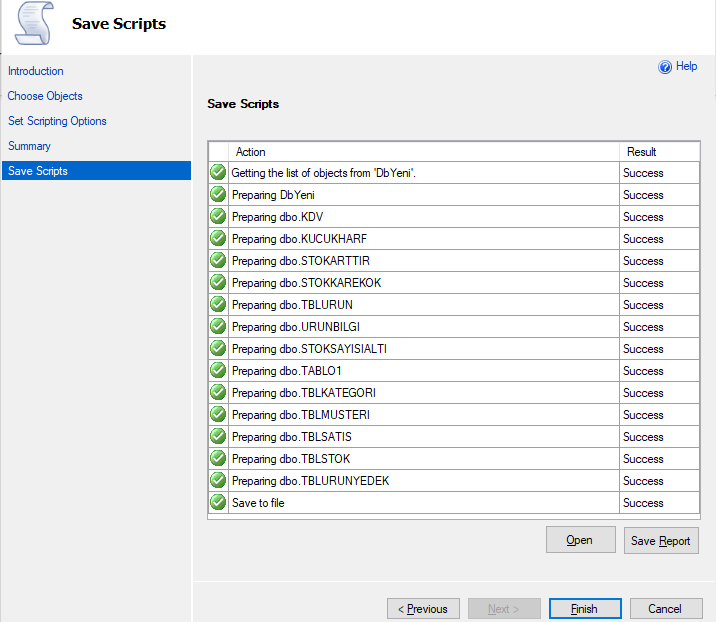 Save Scripts
Introduction
Choose Objects
Set Scripting Options
Summary
Save Scripts
Help
Save Scripts
Action Result
Getting the list of objects from 'DbYeni'. Success
Preparing DbYeni Success
Preparing dbo.KDV Success
Preparing dbo.KUCUKHARF Success
Preparing dbo.STOKARTTIR Success
Preparing dbo.STOKKAREKOK Success
Preparing dbo.TBLURUN Success
Preparing dbo.URUNBILGI Success
Preparing dbo.STOKSAYISIALTI Success
Preparing dbo.TABLO1 Success
Preparing dbo.TBLKATEGORI Success
Preparing dbo.TBLMUSTERI Success
Preparing dbo.TBLSATIS Success
Preparing dbo.TBLSTOK Success
Preparing dbo.TBLURUNYEDEK Success
Save to file Success
Open Save Report
< Previous Next > Finish Cancel